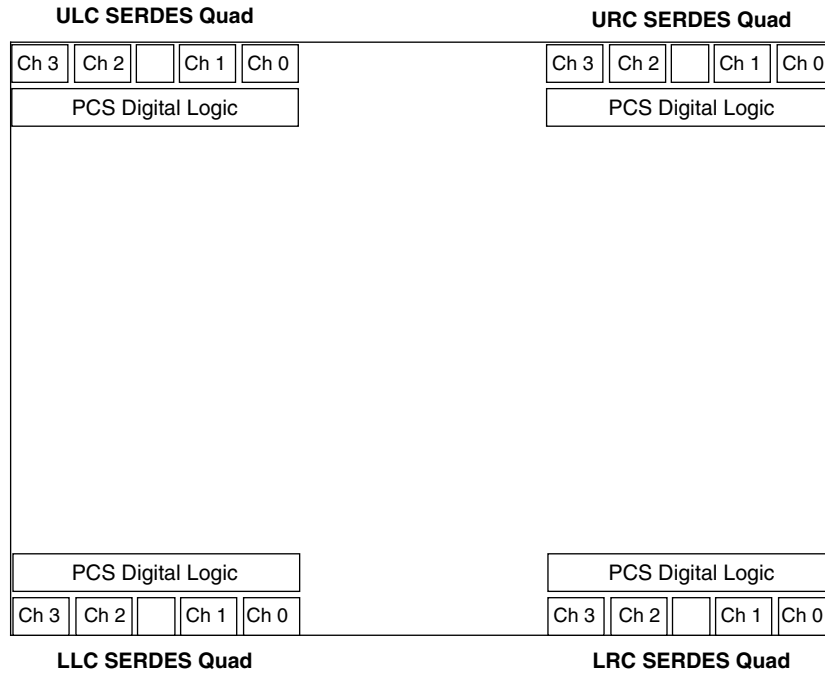 ULC SERDES Quad
URC SERDES Quad
Ch 3 Ch 2 Ch 1 Ch 0
Ch 3 Ch 2 Ch 1 Ch 0
PCS Digital Logic
PCS Digital Logic
PCS Digital Logic
PCS Digital Logic
Ch 3 Ch 2 Ch 1 Ch 0
Ch 3 Ch 2 Ch 1 Ch 0
LLC SERDES Quad
LRC SERDES Quad